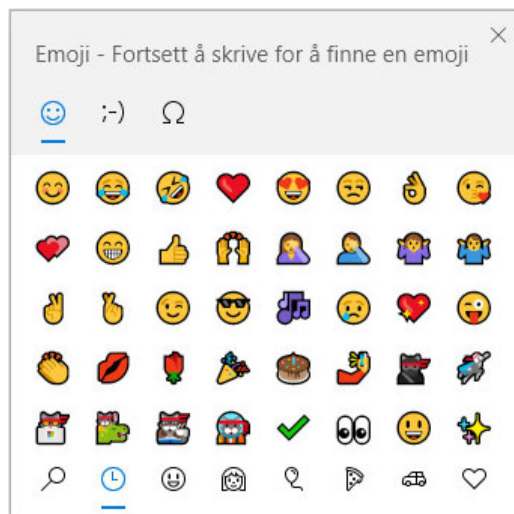 Emoji - Fortsett å skrive for å finne en emoji
;-) Ω